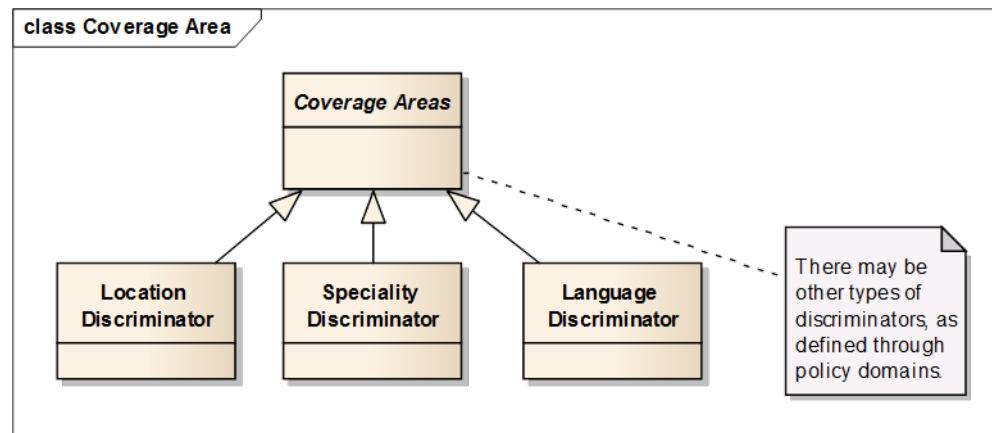 class Coverage Area
Coverage Areas
Location
Discriminator
Speciality
Discriminator
Language
Discriminator
There may be
other types of
discriminators, as
defined through
policy domains.